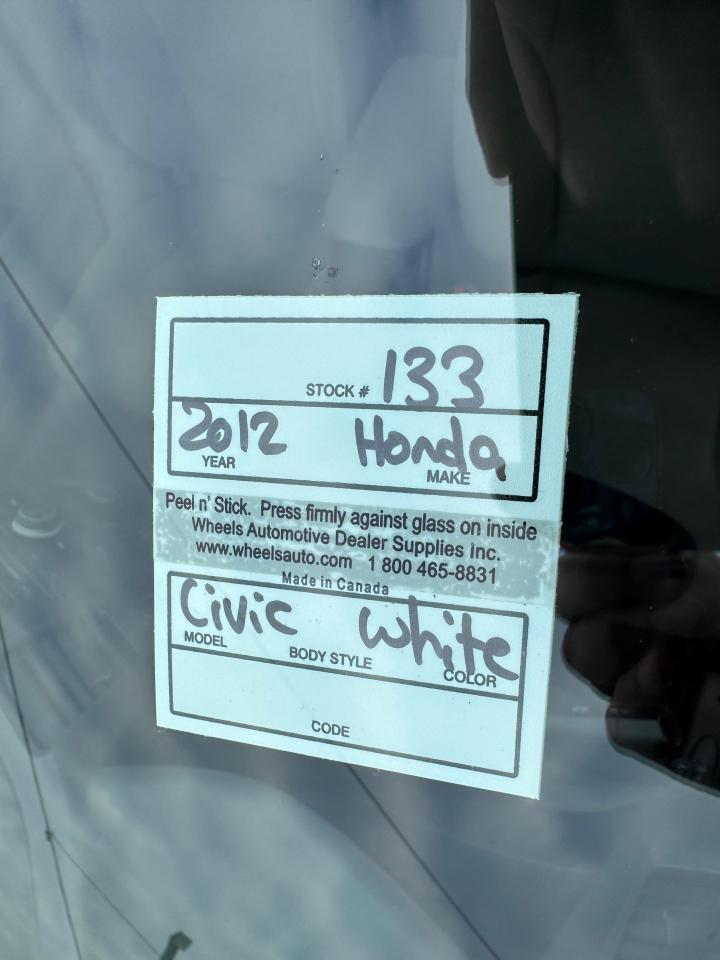 STOCK # 133
2012 Honda
YEAR MAKE
Peel n' Stick. Press firmly against glass on inside
Wheels Automotive Dealer Supplies Inc.
www.wheelsauto.com 1 800 465-8831
Made in Canada
Civic White
MODEL BODY STYLE COLOR
CODE